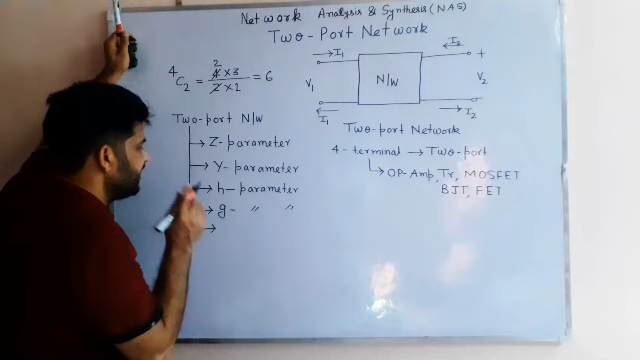 Network Analysis & Synthesis (NAS)
Two-Port Network
⁴C₂ = 2 4 × 3 / 2 × 1 = 6
I₁
I₂
+
V₁
N/W
V₂
I₁
I₂
Two-port Network
4-terminal → Two-port
OP-Amp, Tr, MOSFET
BJT, FET
Two-port N/W
→ Z-parameter
→ Y-parameter
→ h-parameter
→ g- " "
→